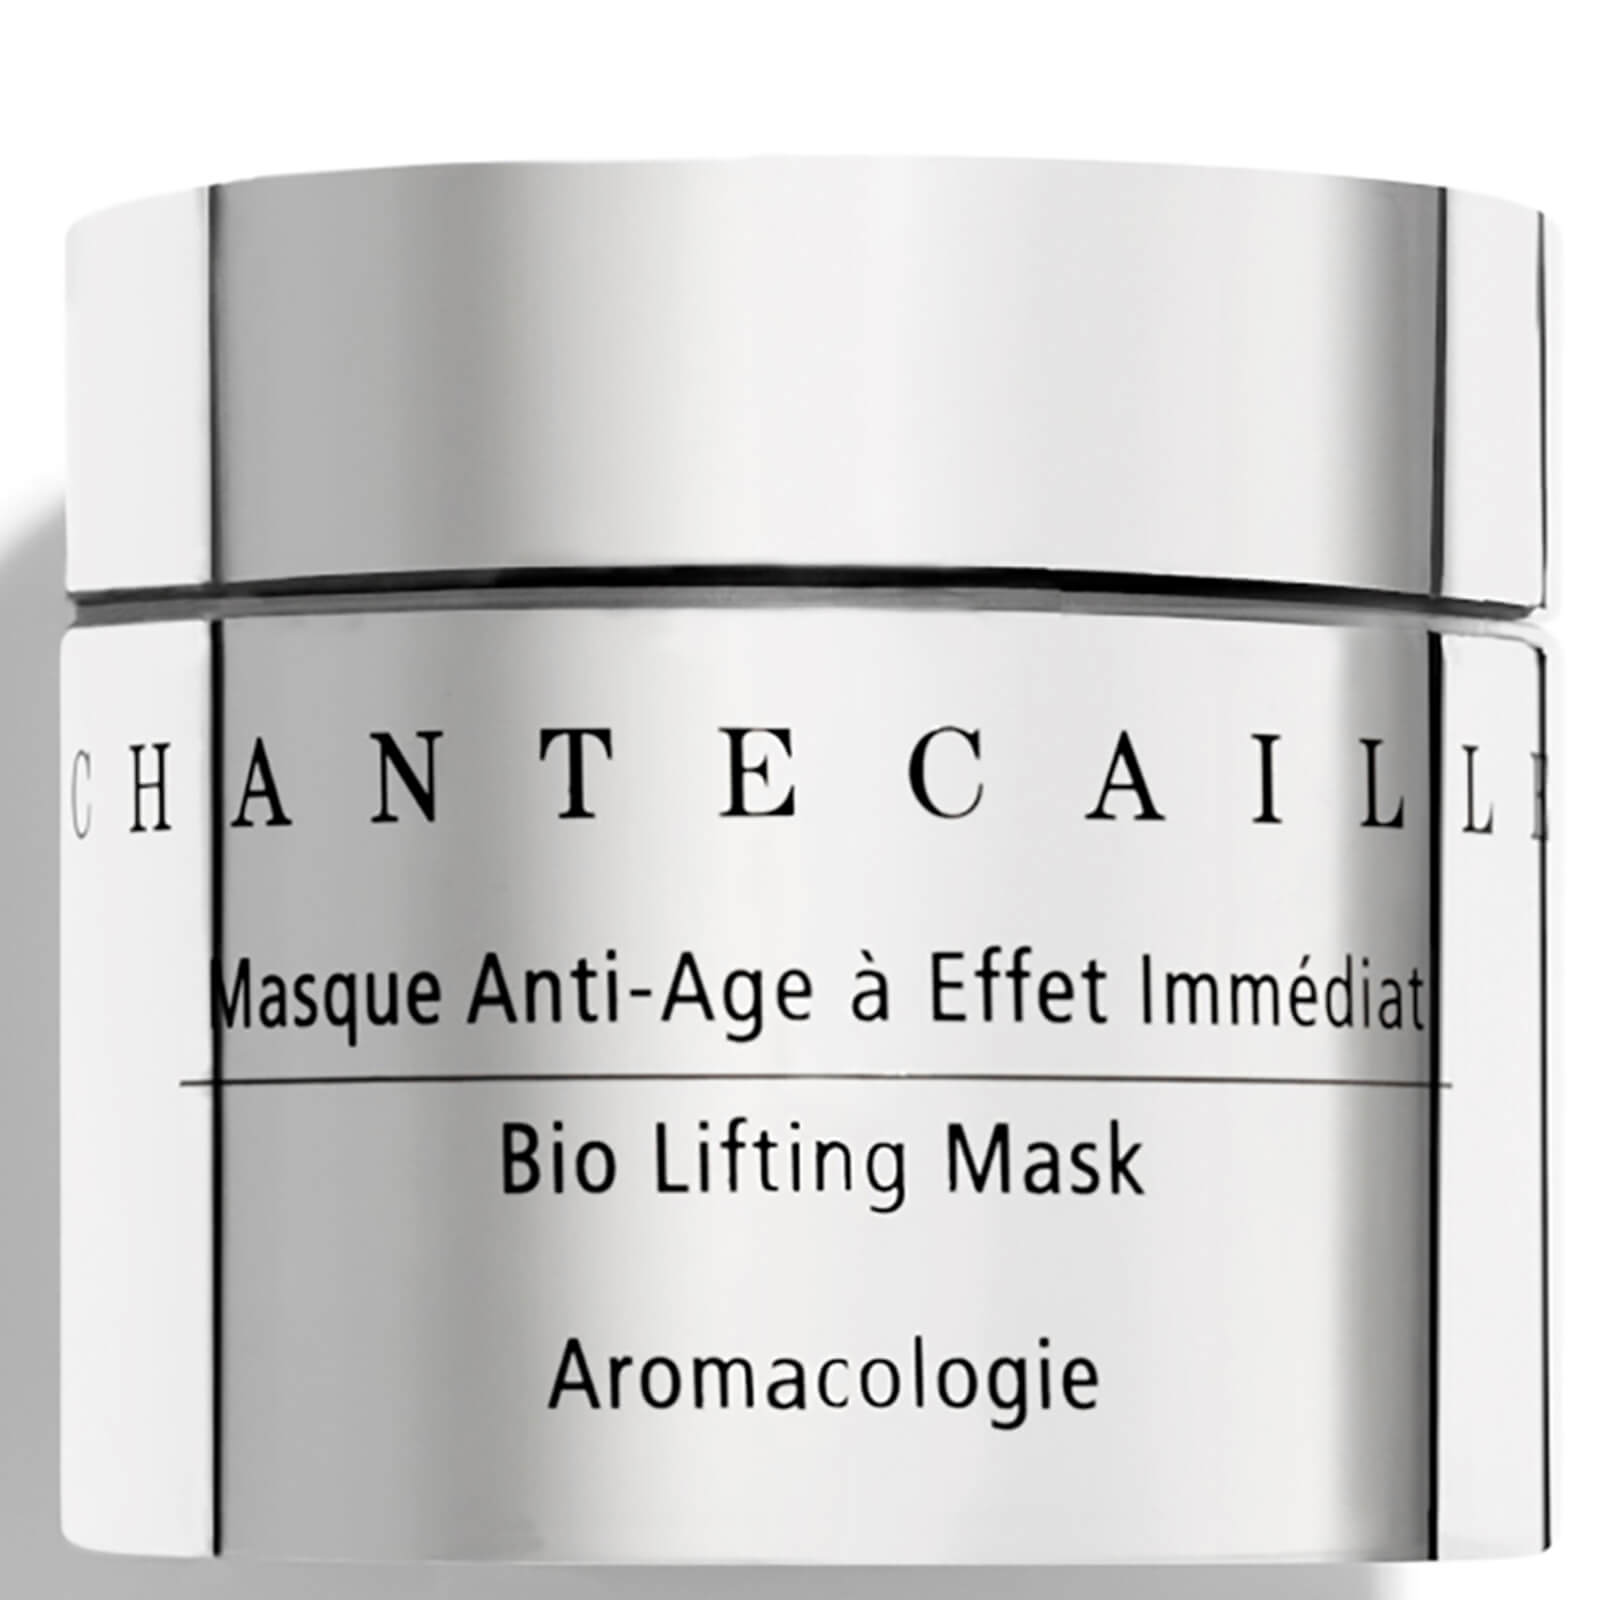 CHANTECAILLE
Masque Anti-Age à Effet Immédiat
Bio Lifting Mask
Aromacologie